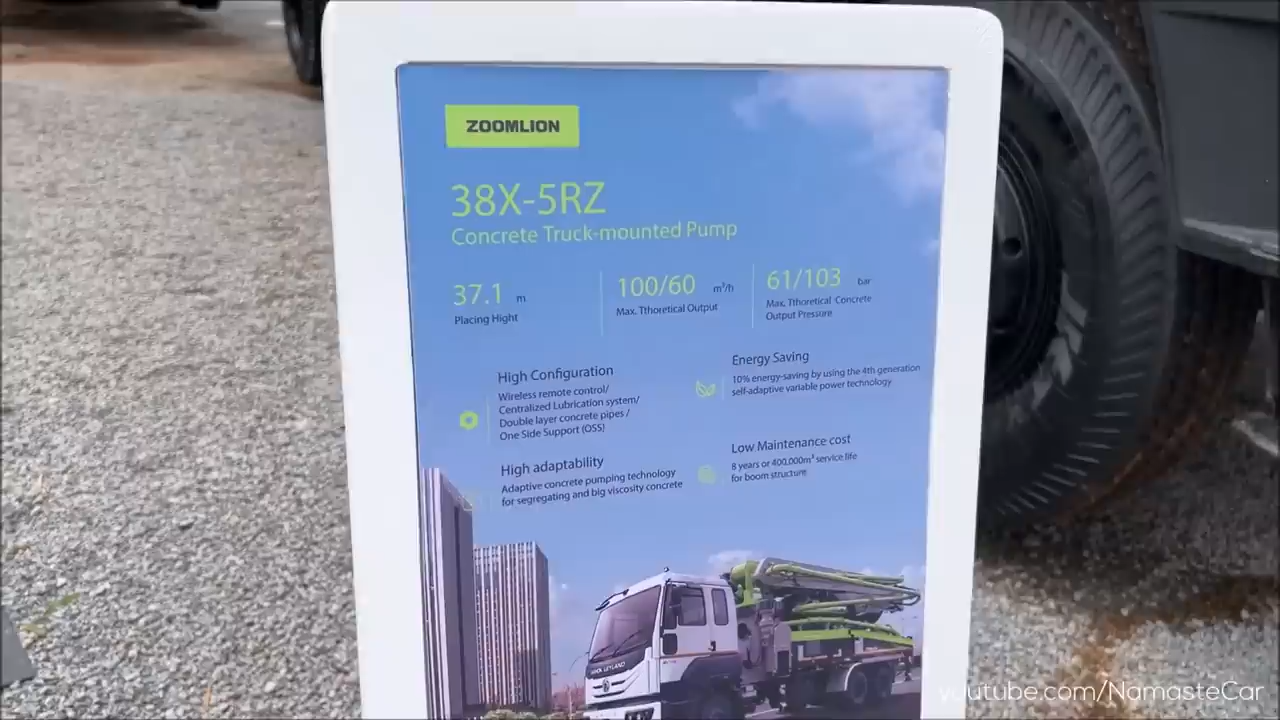 ZOOMLION
38X-5RZ
Concrete Truck-mounted Pump
37.1 m
Placing Hight
100/60 m³/h
Max. Tthoretical Output
61/103 bar
Max. Tthoretical Concrete
Output Pressure
High Configuration
Wireless remote control/
Centralized Lubrication system/
Double layer concrete pipes /
One Side Support (OSS)
Energy Saving
10% energy-saving by using the 4th generation
self-adaptive variable power technology
High adaptability
Adaptive concrete pumping technology
for segregating and big viscosity concrete
Low Maintenance cost
8 years or 400,000m³ service life
for boom structure
ASHOK LEYLAND
youtube.com/NamasteCar